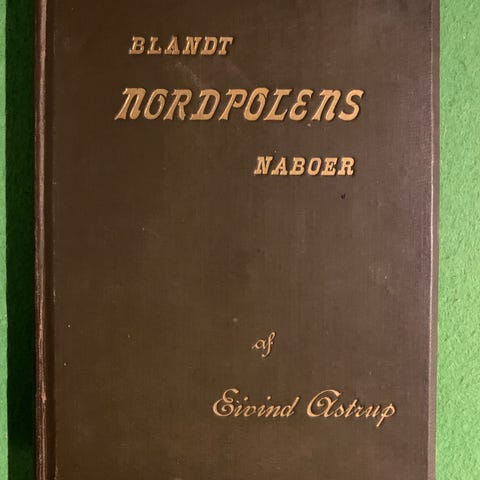 BLANDT
NORDPOLENS
NABOER
af
Eivind Astrup